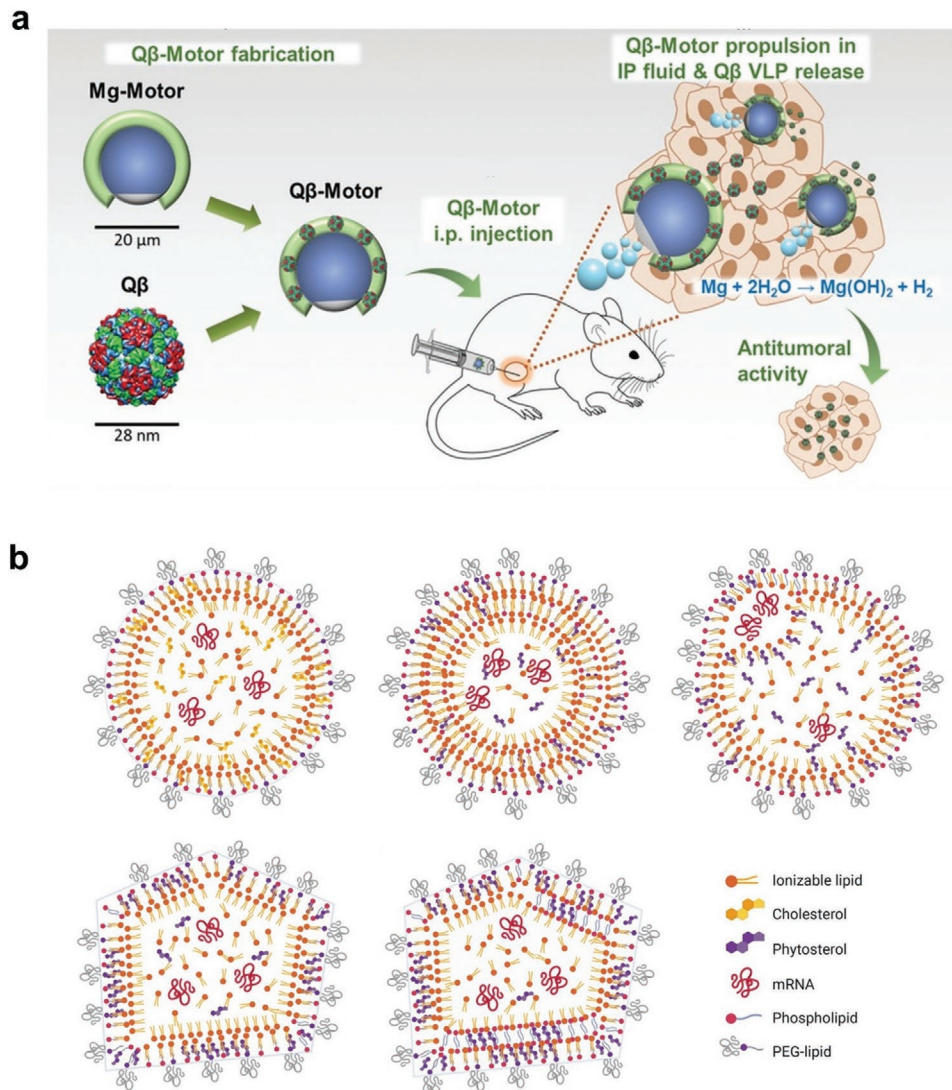 a
Qβ-Motor fabrication
Mg-Motor
20 µm
Qβ
28 nm
Qβ-Motor
Qβ-Motor
i.p. injection
Qβ-Motor propulsion in
IP fluid & Qβ VLP release
Mg + 2H₂O → Mg(OH)₂ + H₂
Antitumoral
activity
b
Ionizable lipid
Cholesterol
Phytosterol
mRNA
Phospholipid
PEG-lipid